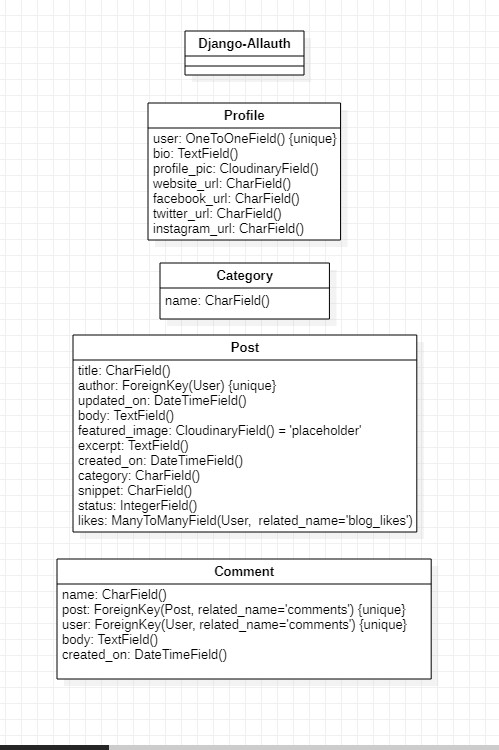 Django-Allauth
Profile
user: OneToOneField() {unique}
bio: TextField()
profile_pic: CloudinaryField()
website_url: CharField()
facebook_url: CharField()
twitter_url: CharField()
instagram_url: CharField()
Category
name: CharField()
Post
title: CharField()
author: ForeignKey(User) {unique}
updated_on: DateTimeField()
body: TextField()
featured_image: CloudinaryField() = 'placeholder'
excerpt: TextField()
created_on: DateTimeField()
category: CharField()
snippet: CharField()
status: IntegerField()
likes: ManyToManyField(User,  related_name='blog_likes')
Comment
name: CharField()
post: ForeignKey(Post, related_name='comments') {unique}
user: ForeignKey(User, related_name='comments') {unique}
body: TextField()
created_on: DateTimeField()